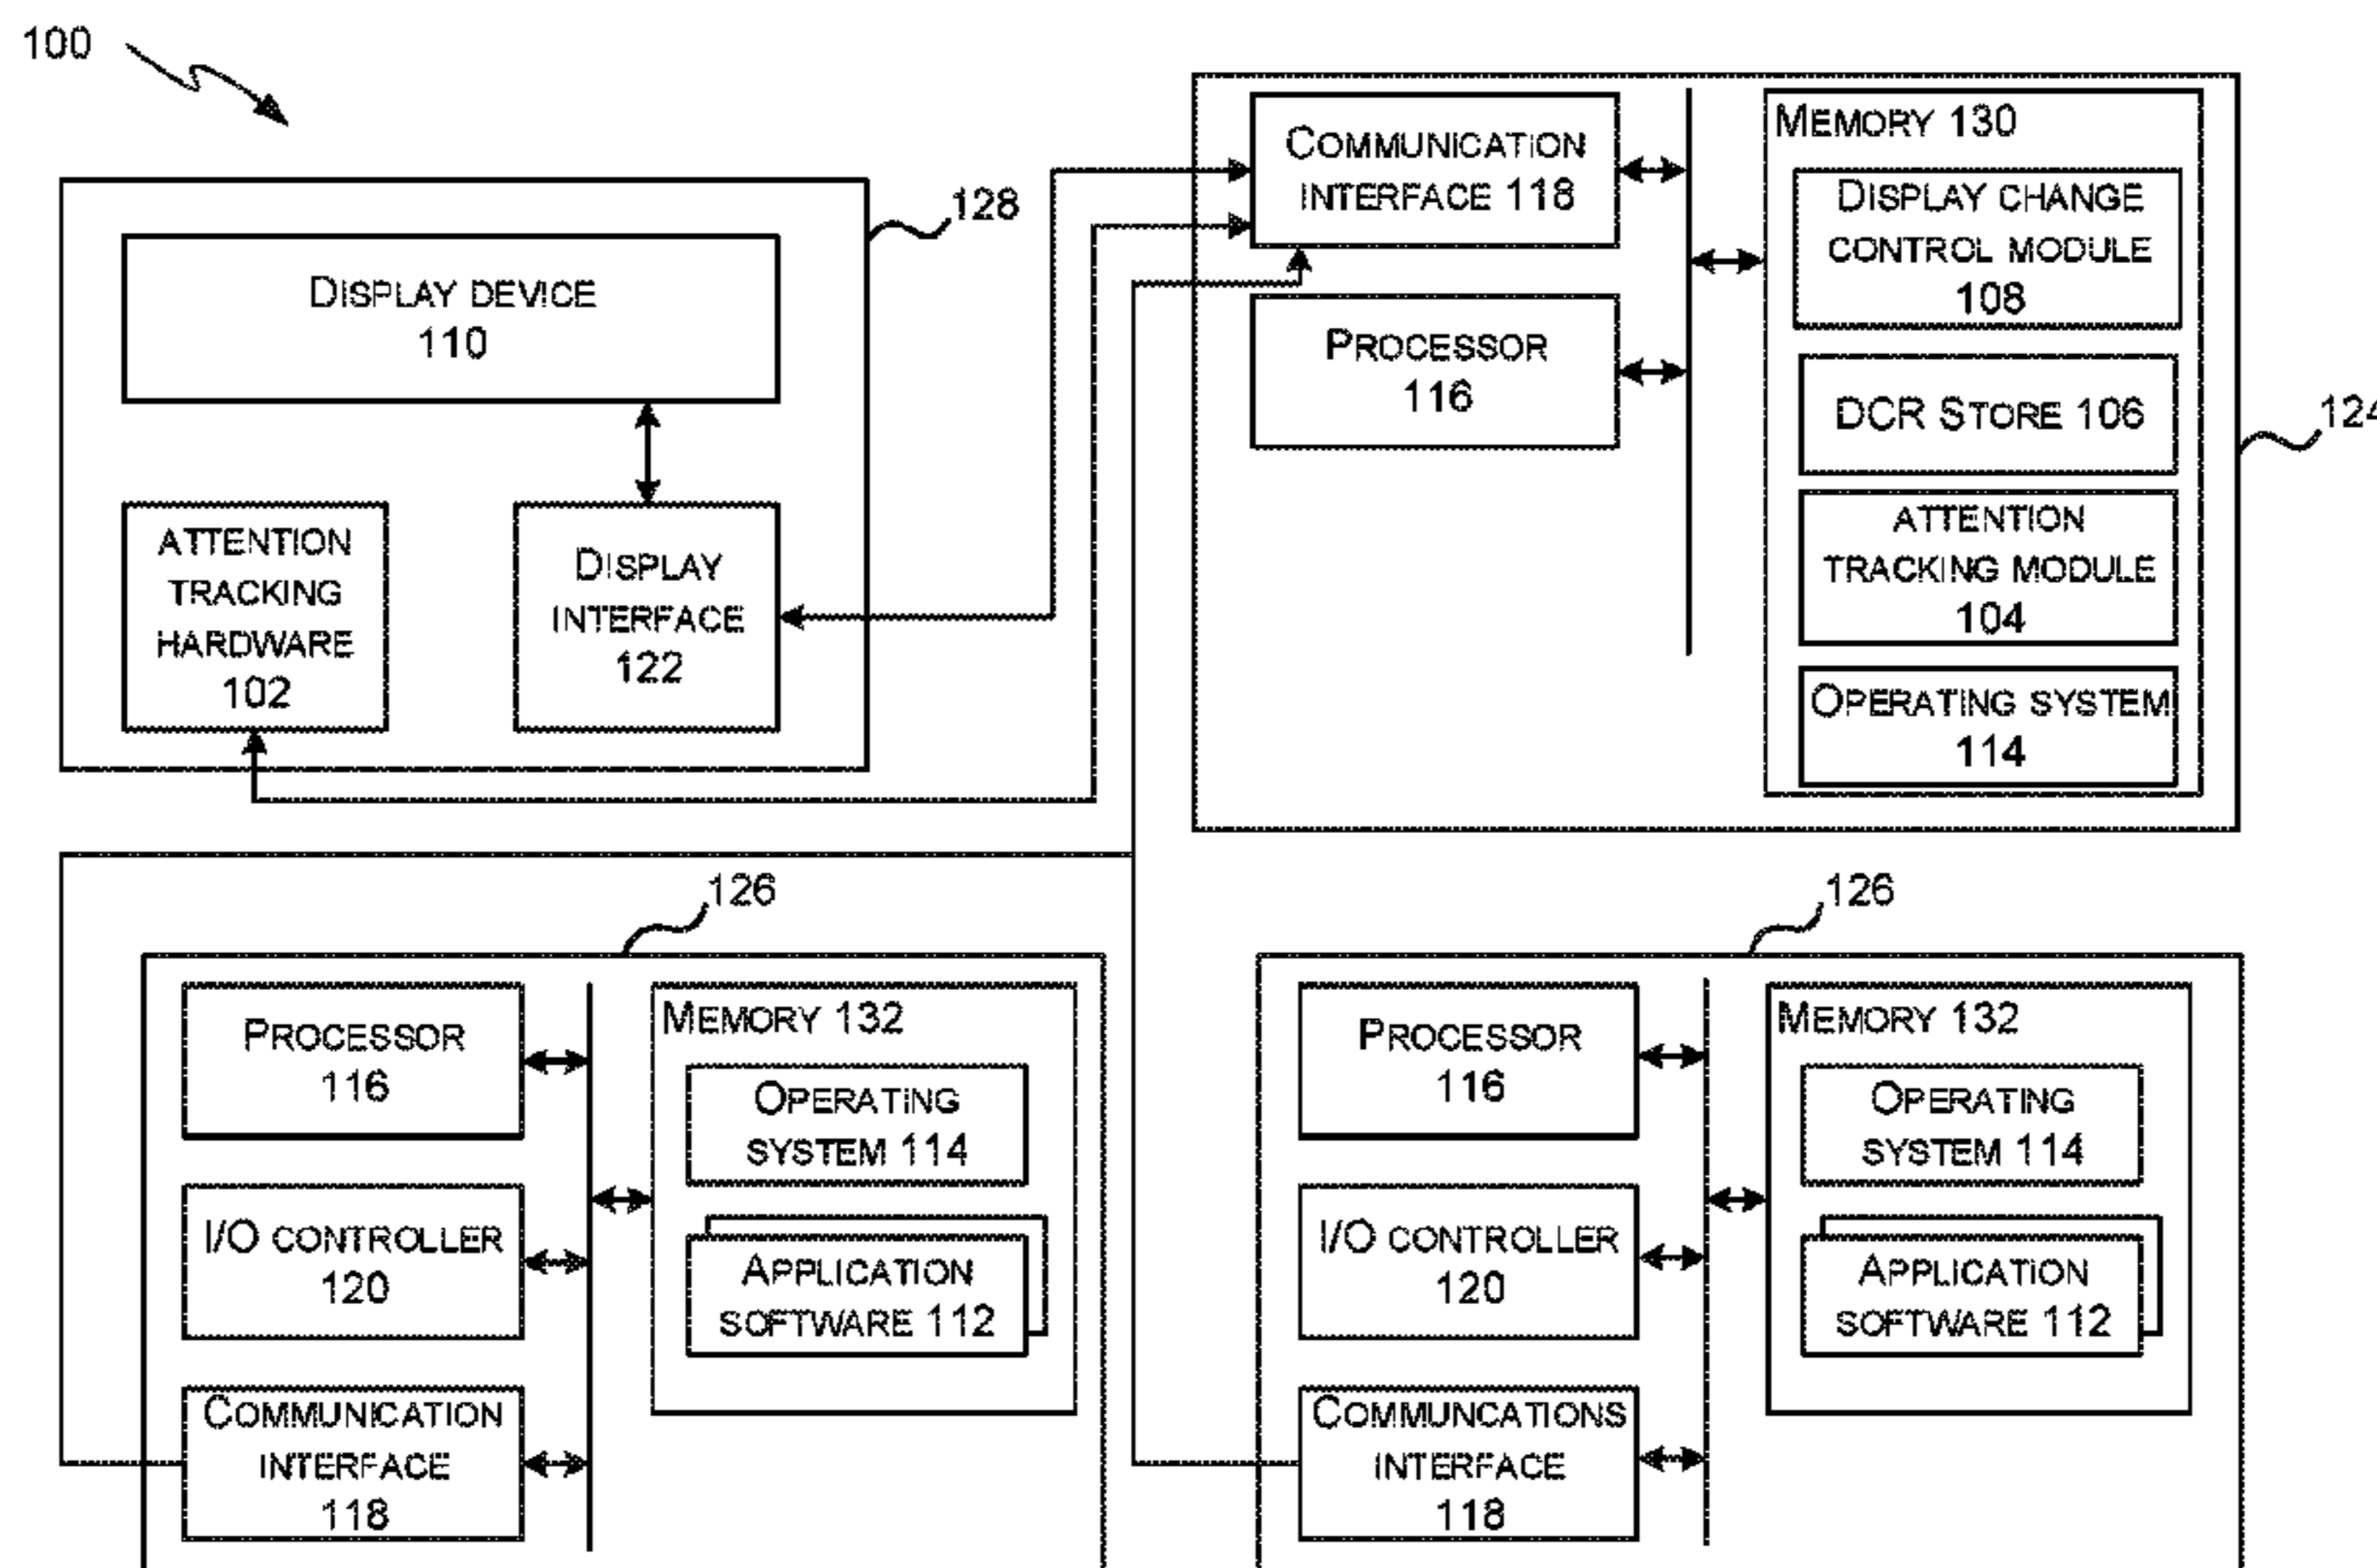 100
128
DISPLAY DEVICE
110
ATTENTION
TRACKING
HARDWARE
102
DISPLAY
INTERFACE
122
COMMUNICATION
INTERFACE 118
PROCESSOR
116
MEMORY 130
DISPLAY CHANGE
CONTROL MODULE
108
DCR STORE 106
ATTENTION
TRACKING MODULE
104
OPERATING SYSTEM
114
124
126
PROCESSOR
116
I/O CONTROLLER
120
COMMUNICATION
INTERFACE
118
MEMORY 132
OPERATING
SYSTEM 114
APPLICATION
SOFTWARE 112
126
PROCESSOR
116
I/O CONTROLLER
120
COMMUNCATIONS
INTERFACE
118
MEMORY 132
OPERATING
SYSTEM 114
APPLICATION
SOFTWARE 112